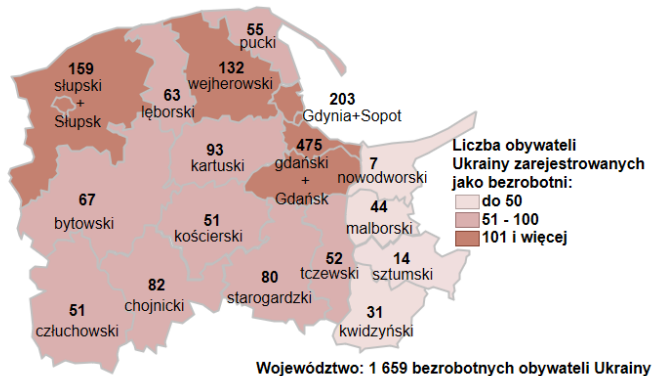 55
pucki
159
słupski
+
Słupsk
132
wejherowski
63
lęborski
203
Gdynia+Sopot
93
kartuski
475
gdański
+
Gdańsk
7
nowodworski
Liczba obywateli
Ukrainy zarejestrowanych
jako bezrobotni:
do 50
51 - 100
101 i więcej
67
bytowski
51
kościerski
44
malborski
52
tczewski
14
sztumski
82
chojnicki
80
starogardzki
51
człuchowski
31
kwidzyński
Województwo: 1 659 bezrobotnych obywateli Ukrainy